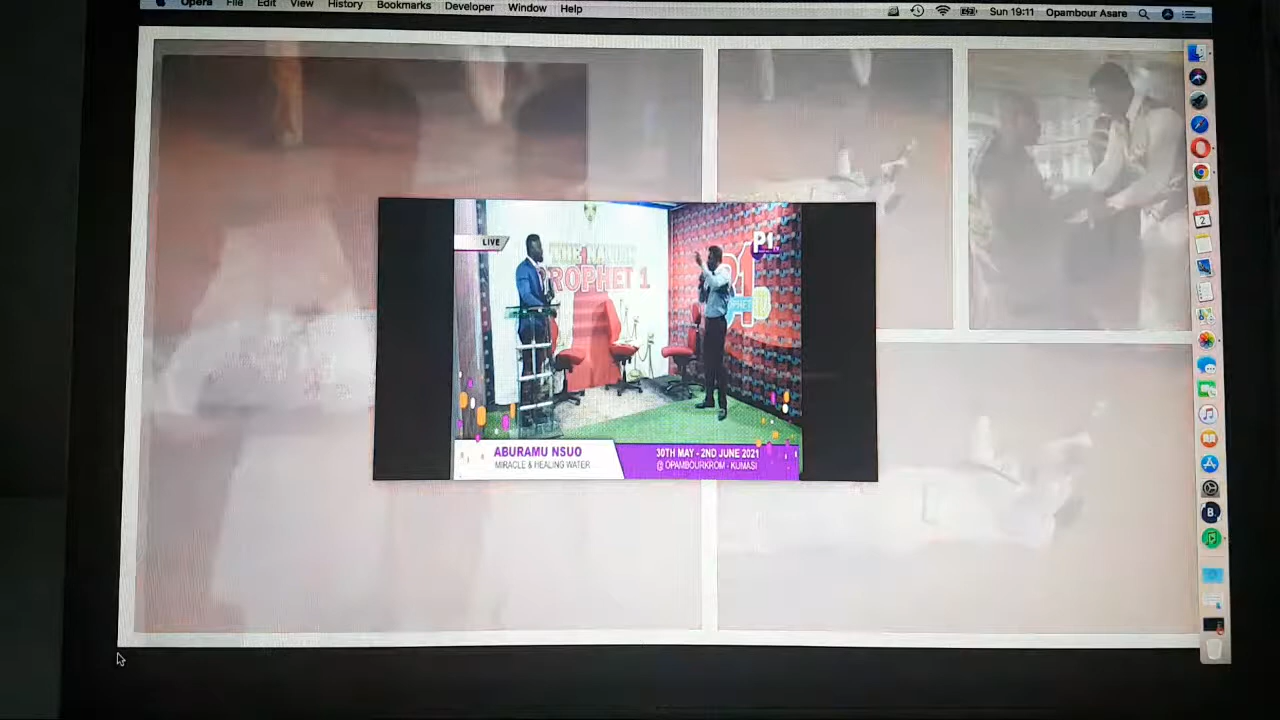 Opera File Edit View History Bookmarks Developer Window Help
Sun 19:11 Opambour Asare
LIVE
P1
PROPHET 1
ABURAMU NSUO
MIRACLE & HEALING WATER
30TH MAY - 2ND JUNE 2021
@ OPAMBOURKROM - KUMASI
2
B